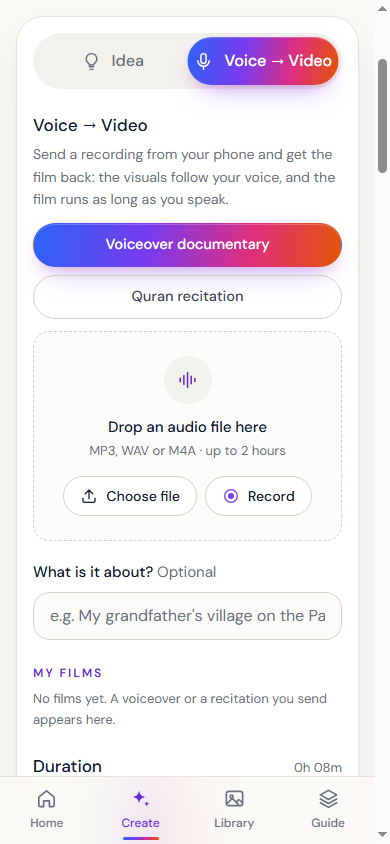 Idea
Voice → Video
Voice → Video
Send a recording from your phone and get the
film back: the visuals follow your voice, and the
film runs as long as you speak.
Voiceover documentary
Quran recitation
Drop an audio file here
MP3, WAV or M4A · up to 2 hours
Choose file
Record
What is it about? Optional
e.g. My grandfather's village on the Pa
MY FILMS
No films yet. A voiceover or a recitation you send
appears here.
Duration
0h 08m
Home
Create
Library
Guide